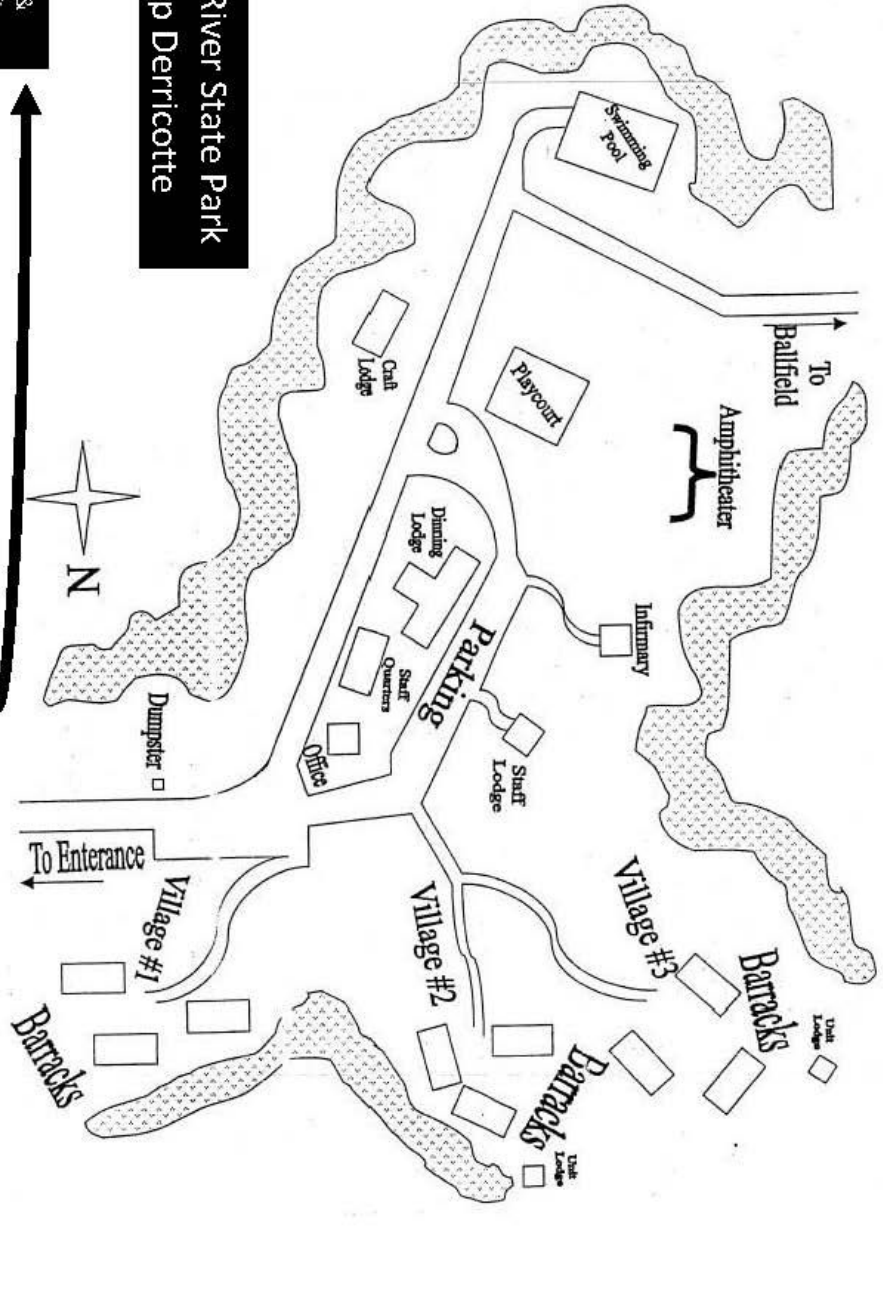 &
River State Park
p Derricotte
Swimming
Pool
To
Ballfield
Craft
Lodge
Playcourt
Amphitheater
N
Dinning
Lodge
Infirmary
Parking
Staff
Quarters
Staff
Lodge
Office
Dumpster
To Enterance
Village #1
Village #2
Village #3
Barracks
Barracks
Barracks
Unit
Lodge
Unit
Lodge